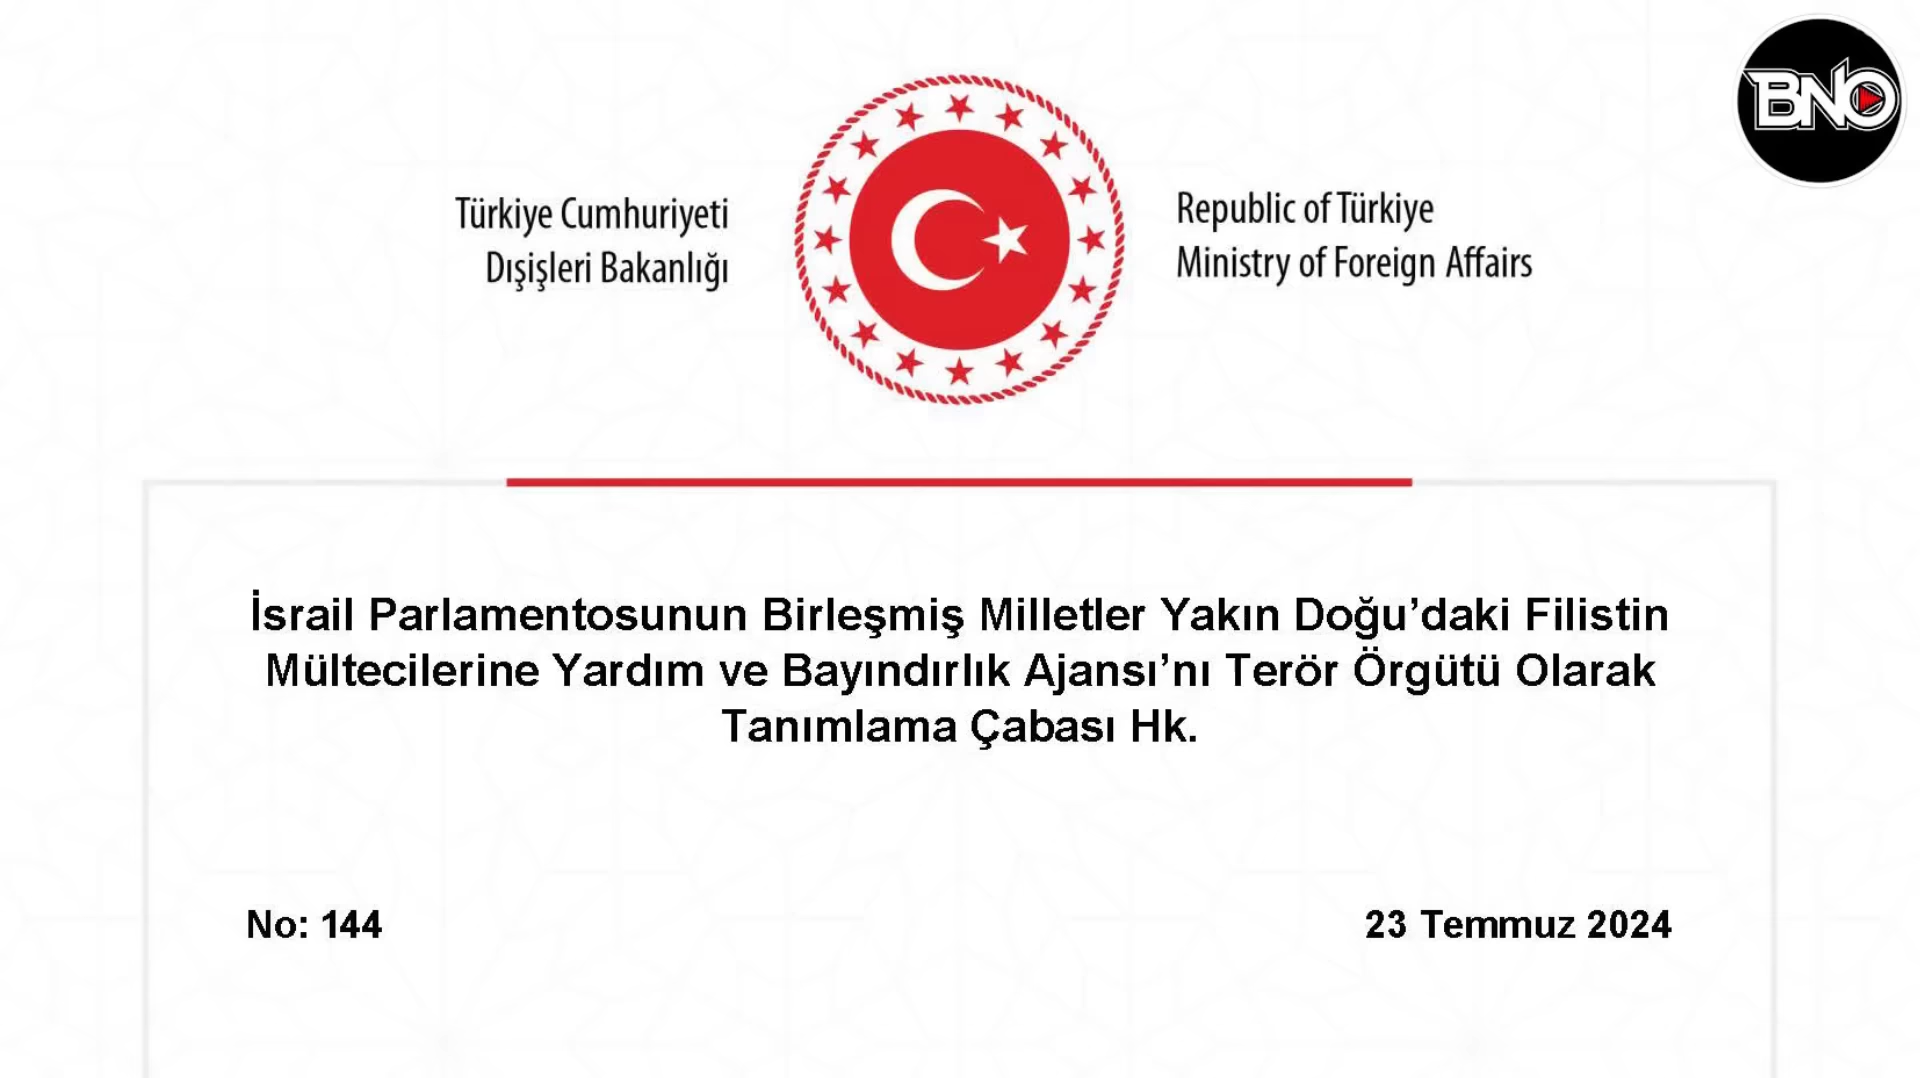 BNO
Türkiye Cumhuriyeti
Dışişleri Bakanlığı
Republic of Türkiye
Ministry of Foreign Affairs
İsrail Parlamentosunun Birleşmiş Milletler Yakın Doğu’daki Filistin
Mültecilerine Yardım ve Bayındırlık Ajansı’nı Terör Örgütü Olarak
Tanımlama Çabası Hk.
No: 144
23 Temmuz 2024